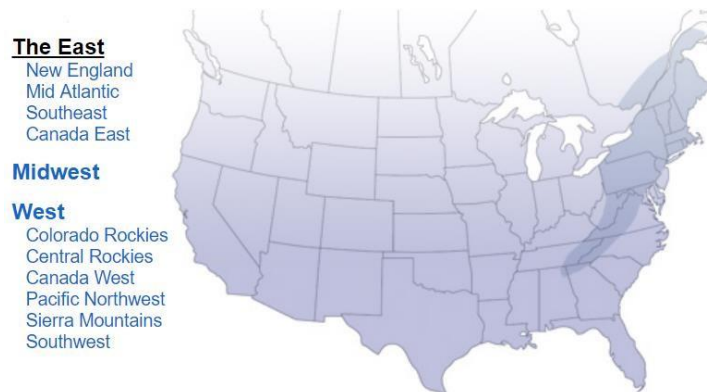 The East
New England
Mid Atlantic
Southeast
Canada East
Midwest
West
Colorado Rockies
Central Rockies
Canada West
Pacific Northwest
Sierra Mountains
Southwest